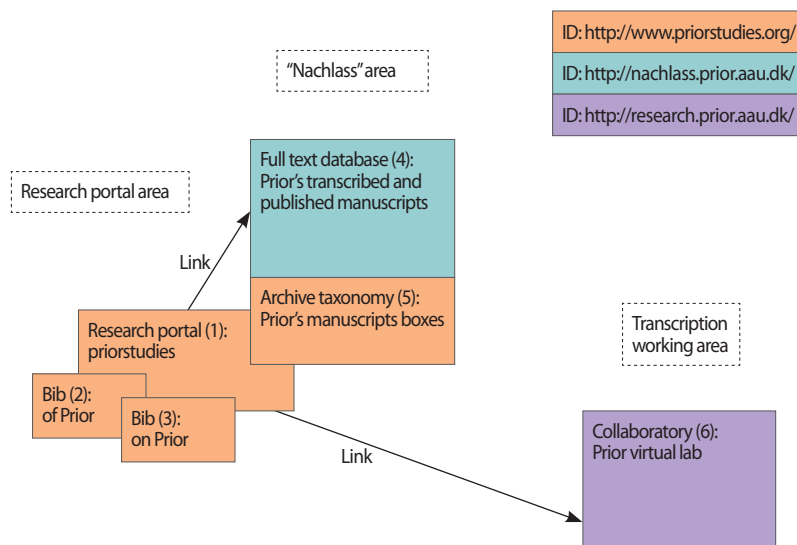 ID: http://www.priorstudies.org/
ID: http://nachlass.prior.aau.dk/
ID: http://research.prior.aau.dk/
“Nachlass” area
Research portal area
Full text database (4):
Prior’s transcribed and
published manuscripts
Link
Archive taxonomy (5):
Prior’s manuscripts boxes
Research portal (1):
priorstudies
Bib (2):
of Prior
Bib (3):
on Prior
Link
Transcription
working area
Collaboratory (6):
Prior virtual lab